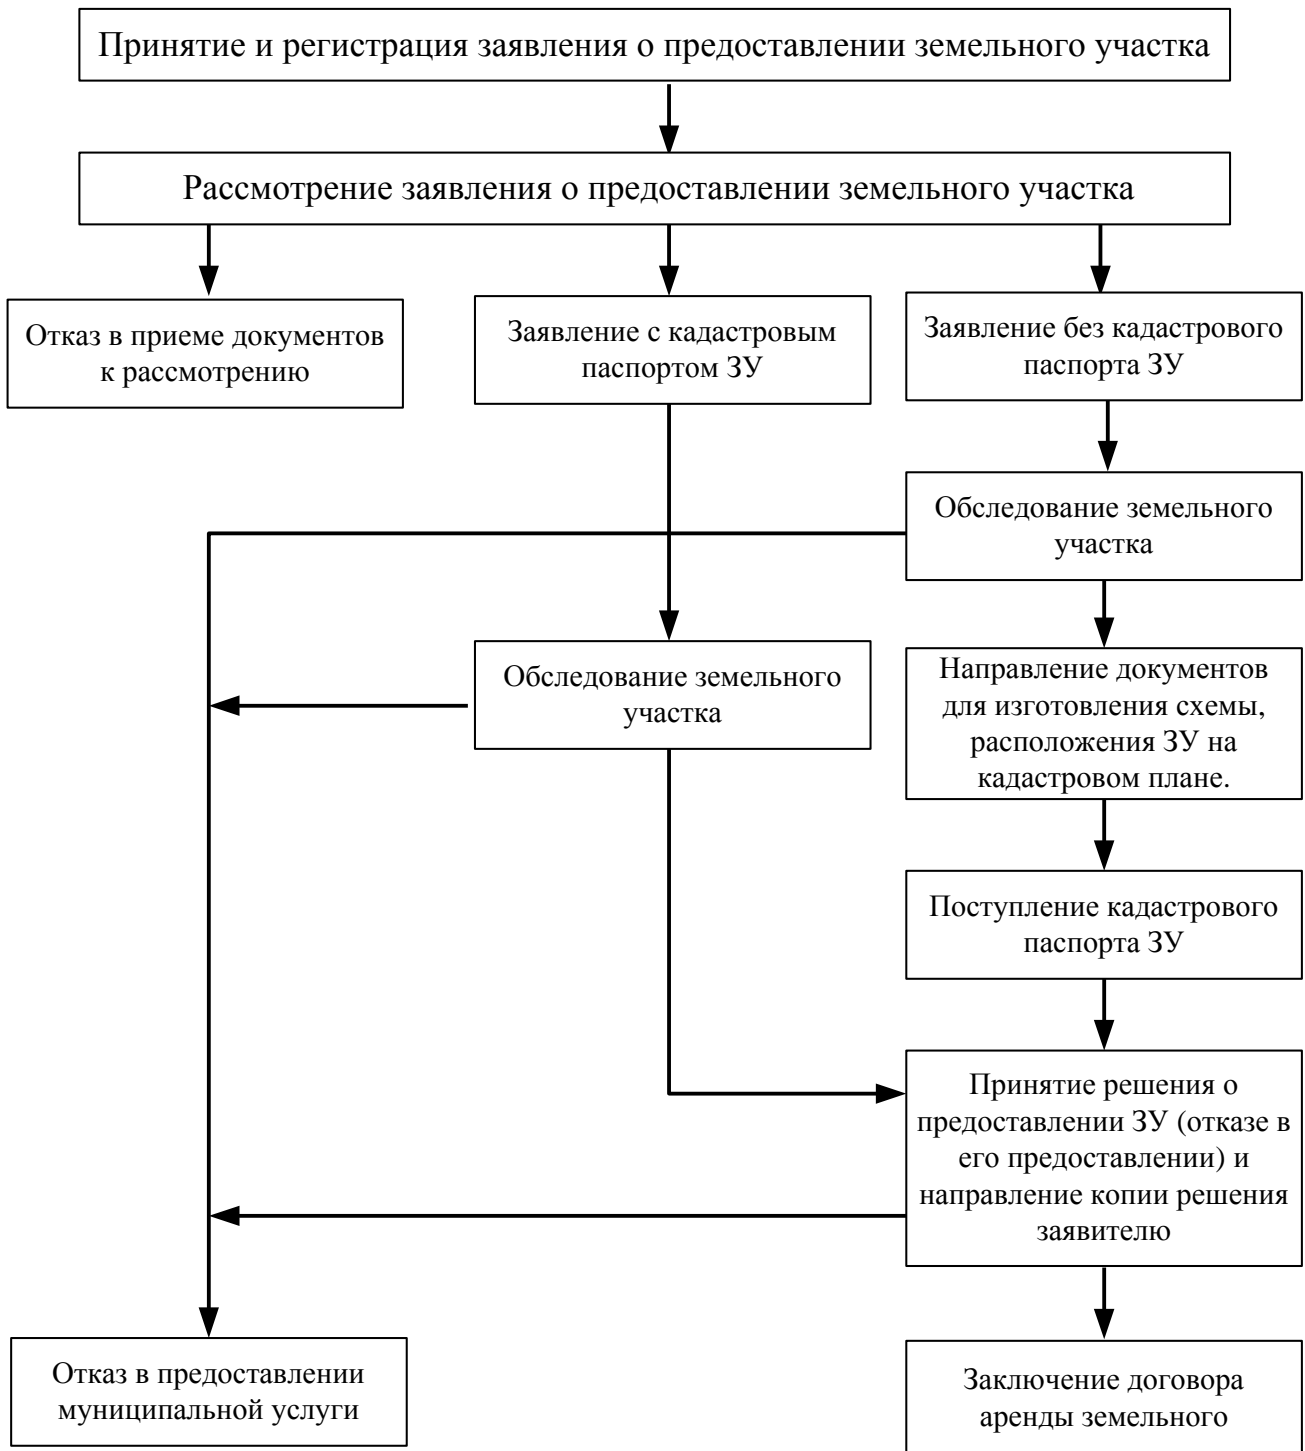 Принятие и регистрация заявления о предоставлении земельного участка
Рассмотрение заявления о предоставлении земельного участка
Отказ в приеме документов
к рассмотрению
Заявление с кадастровым
паспортом ЗУ
Заявление без кадастрового
паспорта ЗУ
Обследование земельного
участка
Обследование земельного
участка
Направление документов
для изготовления схемы,
расположения ЗУ на
кадастровом плане.
Поступление кадастрового
паспорта ЗУ
Принятие решения о
предоставлении ЗУ (отказе в
его предоставлении) и
направление копии решения
заявителю
Отказ в предоставлении
муниципальной услуги
Заключение договора
аренды земельного